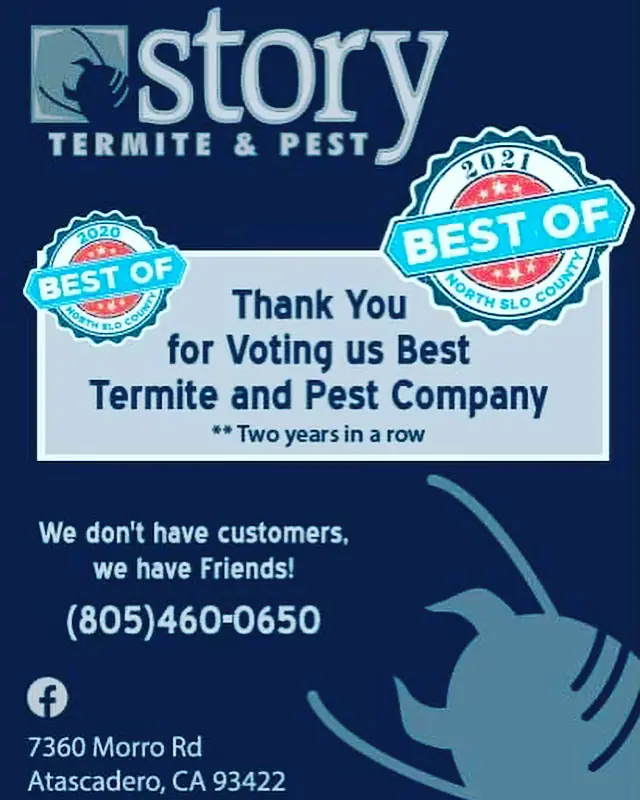 story
TERMITE & PEST
2021
BEST OF
NORTH SLO COUNTY
2020
BEST OF
NORTH SLO COUNTY
Thank You
for Voting us Best
Termite and Pest Company
** Two years in a row
We don't have customers,
we have Friends!
(805)460-0650
f
7360 Morro Rd
Atascadero, CA 93422